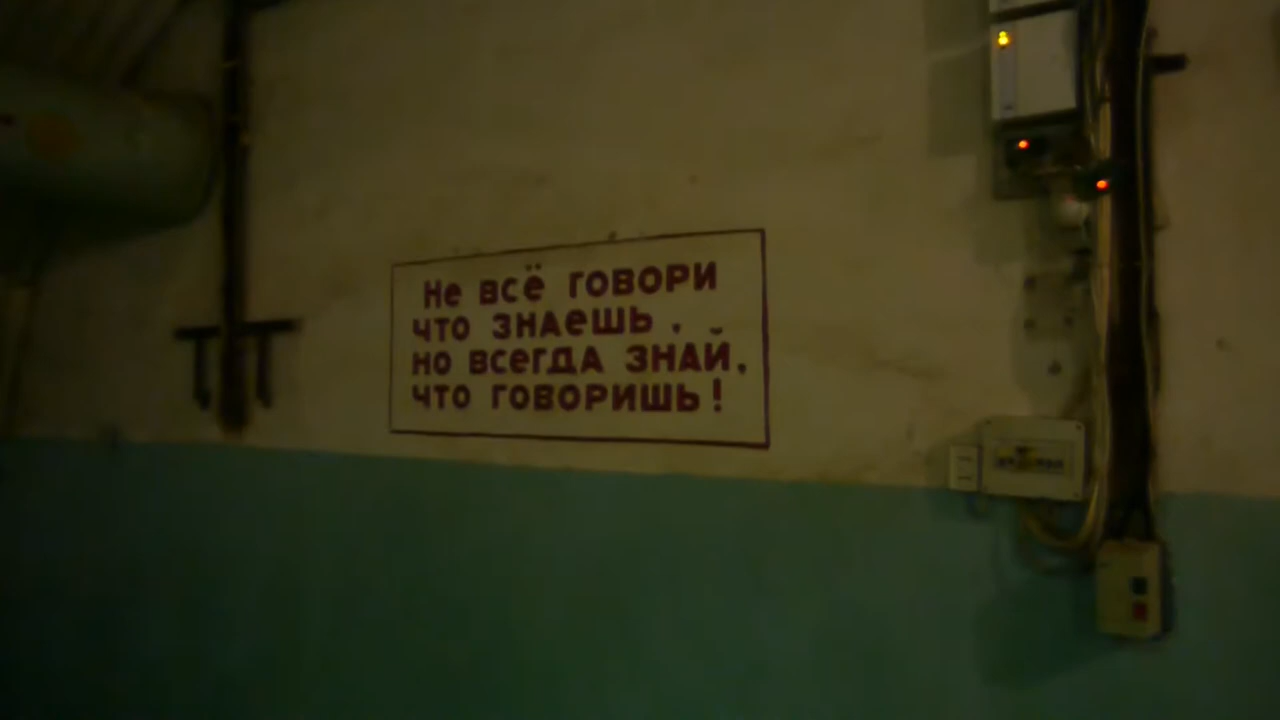 Не всё говори
что знаешь,
но всегда знай,
что говоришь!